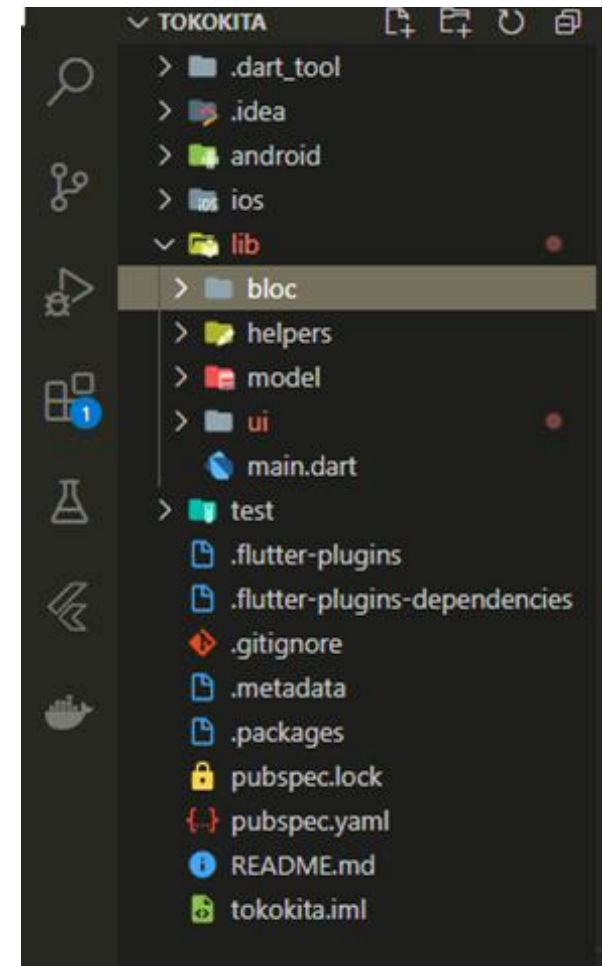 TOKOKITA
.dart_tool
.idea
android
ios
lib
bloc
helpers
model
ui
main.dart
test
.flutter-plugins
.flutter-plugins-dependencies
.gitignore
.metadata
.packages
pubspec.lock
pubspec.yaml
README.md
tokokita.iml
1